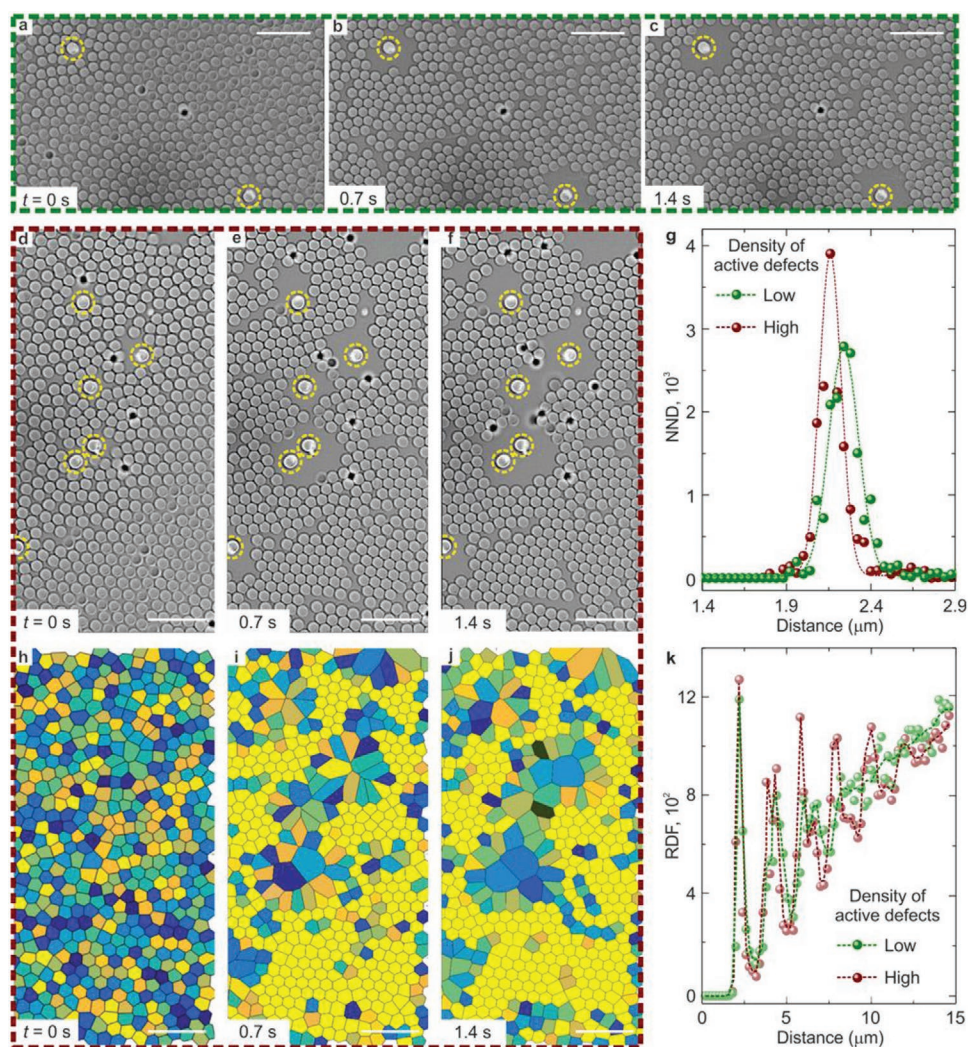 a
b
c
t = 0 s
0.7 s
1.4 s
d
e
f
g
Density of
active defects
Low
High
NND, 10³
4
3
2
1
0
1.4
1.9
2.4
2.9
Distance (μm)
t = 0 s
0.7 s
1.4 s
h
i
j
k
RDF, 10²
12
8
4
0
Density of
active defects
Low
High
0
5
10
15
Distance (μm)
t = 0 s
0.7 s
1.4 s